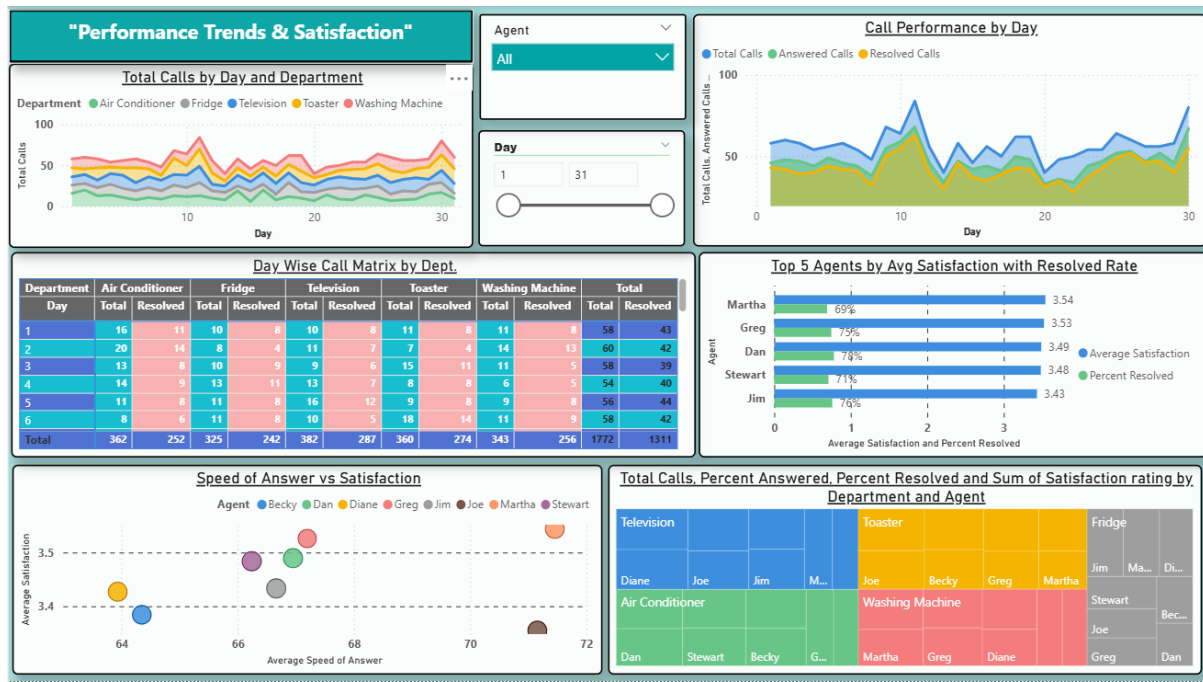 "Performance Trends & Satisfaction"
Total Calls by Day and Department
Department Air Conditioner Fridge Television Toaster Washing Machine
Total Calls
100
50
0
10
20
30
Day
Agent
All
Day
1 31
Call Performance by Day
Total Calls Answered Calls Resolved Calls
Total Calls, Answered Calls ...
100
50
0
10
20
30
Day
Day Wise Call Matrix by Dept.
Department Air Conditioner Fridge Television Toaster Washing Machine Total
Day Total Resolved Total Resolved Total Resolved Total Resolved Total Resolved Total Resolved
1 16 11 10 8 10 8 11 8 11 8 58 43
2 20 14 8 4 11 7 7 4 14 13 60 42
3 13 8 10 9 9 6 15 11 11 5 58 39
4 14 9 13 11 13 7 8 8 6 5 54 40
5 11 8 11 8 16 12 9 8 9 8 56 44
6 8 6 11 8 10 5 18 14 11 9 58 42
Total 362 252 325 242 382 287 360 274 343 256 1772 1311
Top 5 Agents by Avg Satisfaction with Resolved Rate
Agent
Martha 3.54
69%
Greg 3.53
75%
Dan 3.49
78%
Stewart 3.48
71%
Jim 3.43
76%
Average Satisfaction
Percent Resolved
0 1 2 3
Average Satisfaction and Percent Resolved
Speed of Answer vs Satisfaction
Agent Becky Dan Diane Greg Jim Joe Martha Stewart
Average Satisfaction
3.5
3.4
64 66 68 70 72
Average Speed of Answer
Total Calls, Percent Answered, Percent Resolved and Sum of Satisfaction rating by
Department and Agent
Television
Diane Joe Jim M...
Air Conditioner
Dan Stewart Becky G...
Toaster
Joe Becky Greg Martha
Washing Machine
Martha Greg Diane
Fridge
Jim Ma... Di...
Stewart
Bec...
Joe
Greg Dan